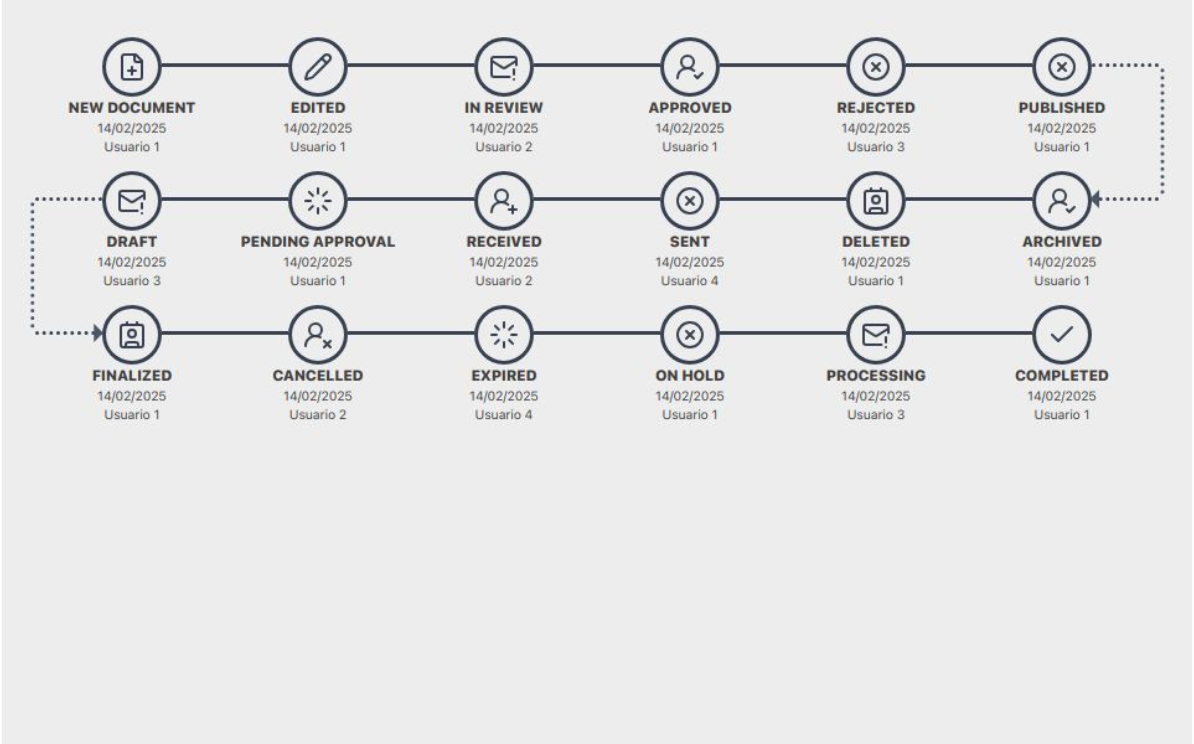 NEW DOCUMENT
14/02/2025
Usuario 1
EDITED
14/02/2025
Usuario 1
IN REVIEW
14/02/2025
Usuario 2
APPROVED
14/02/2025
Usuario 1
REJECTED
14/02/2025
Usuario 3
PUBLISHED
14/02/2025
Usuario 1
DRAFT
14/02/2025
Usuario 3
PENDING APPROVAL
14/02/2025
Usuario 1
RECEIVED
14/02/2025
Usuario 2
SENT
14/02/2025
Usuario 4
DELETED
14/02/2025
Usuario 1
ARCHIVED
14/02/2025
Usuario 1
FINALIZED
14/02/2025
Usuario 1
CANCELLED
14/02/2025
Usuario 2
EXPIRED
14/02/2025
Usuario 4
ON HOLD
14/02/2025
Usuario 1
PROCESSING
14/02/2025
Usuario 3
COMPLETED
14/02/2025
Usuario 1